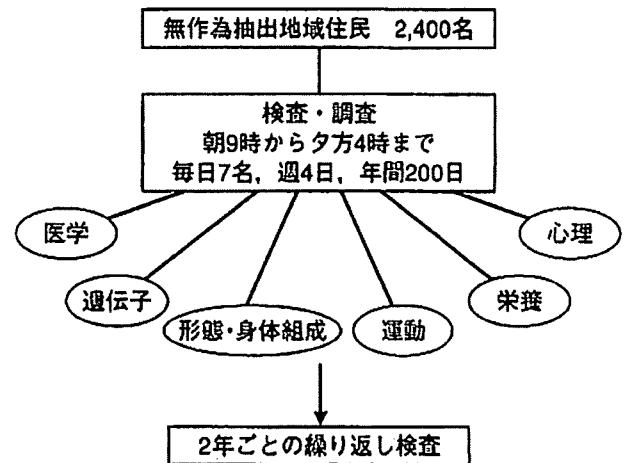 無作為抽出地域住民 2,400名
検査・調査
朝9時から夕方4時まで
毎日7名，週4日，年間200日
医学
心理
遺伝子
栄養
形態・身体組成
運動
2年ごとの繰り返し検査